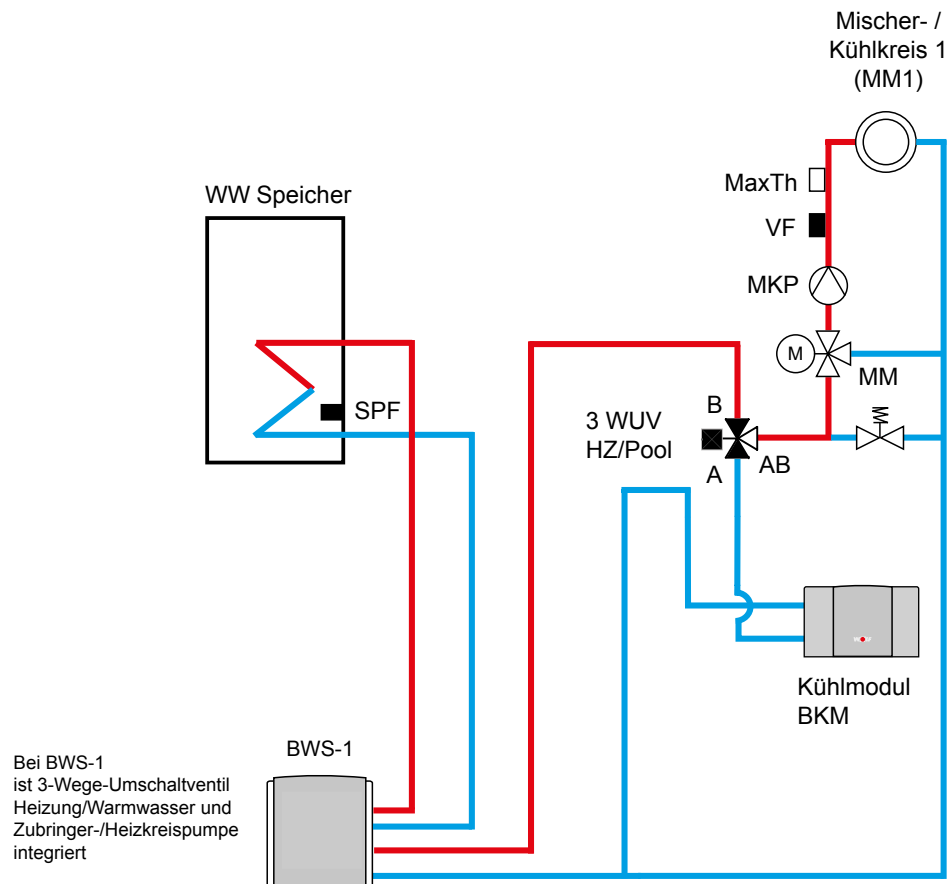 Mischer- /
Kühlkreis 1
(MM1)
WW Speicher
MaxTh
VF
MKP
M
MM
SPF
3 WUV
HZ/Pool
B
A
AB
Kühlmodul
BKM
BWS-1
Bei BWS-1
ist 3-Wege-Umschaltventil
Heizung/Warmwasser und
Zubringer-/Heizkreispumpe
integriert